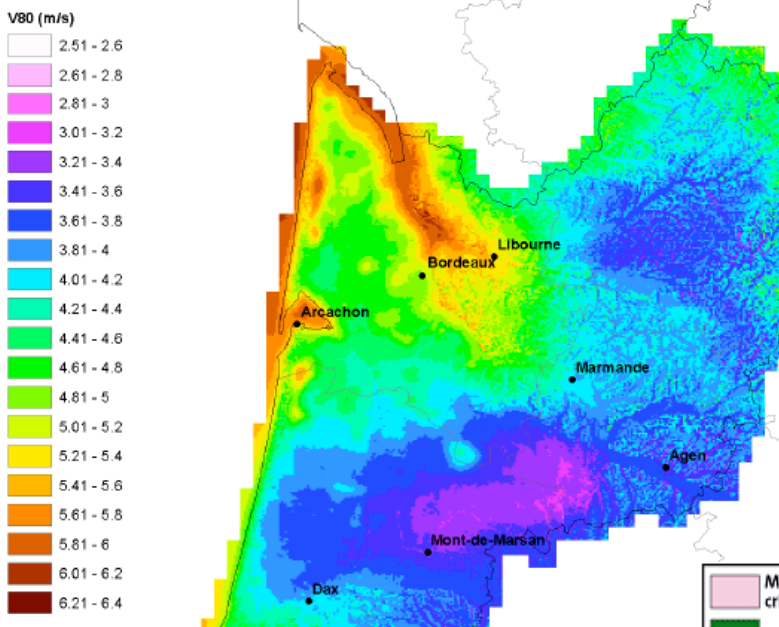 V80 (m/s)
2.51 - 2.6
2.61 - 2.8
2.81 - 3
3.01 - 3.2
3.21 - 3.4
3.41 - 3.6
3.61 - 3.8
3.81 - 4
4.01 - 4.2
4.21 - 4.4
4.41 - 4.6
4.61 - 4.8
4.81 - 5
5.01 - 5.2
5.21 - 5.4
5.41 - 5.6
5.61 - 5.8
5.81 - 6
6.01 - 6.2
6.21 - 6.4
Libourne
Bordeaux
Arcachon
Marmande
Agen
Mont-de-Marsan
Dax